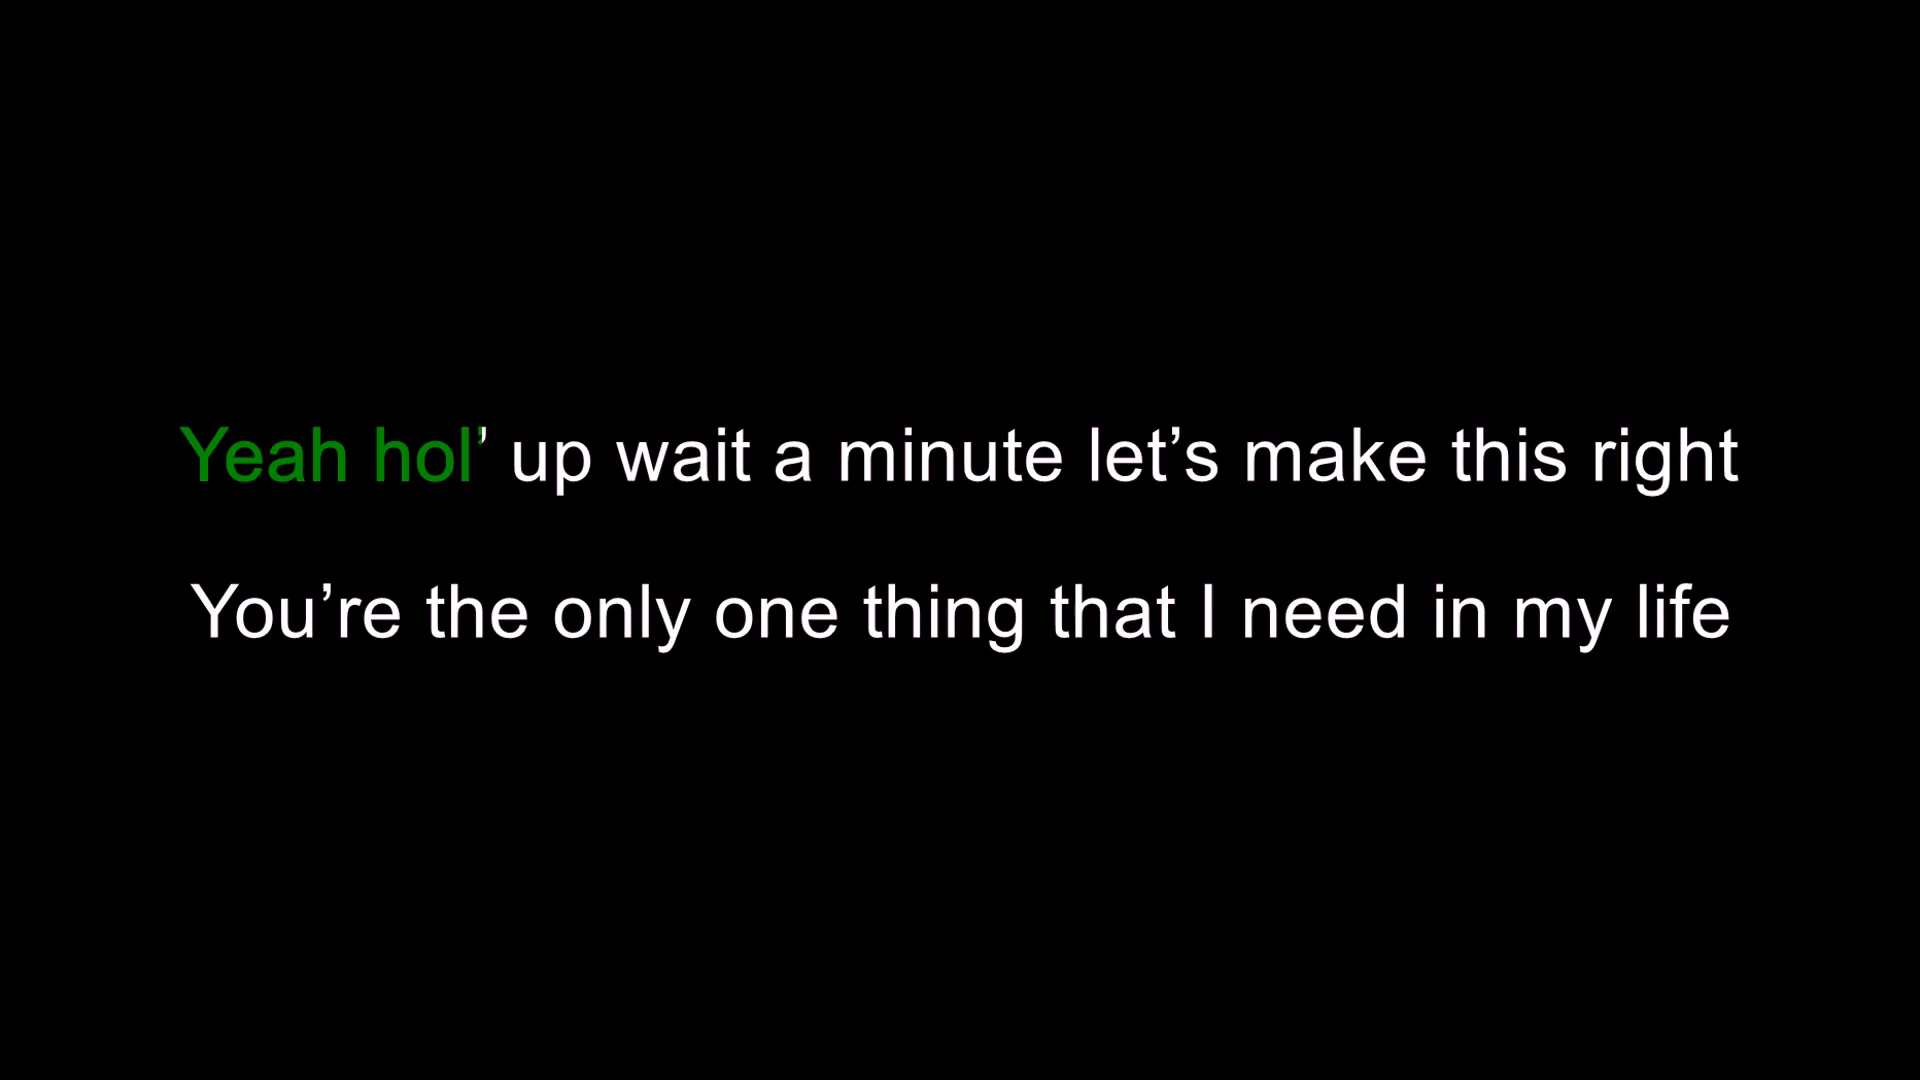 Yeah hol’ up wait a minute let’s make this right
You’re the only one thing that I need in my life